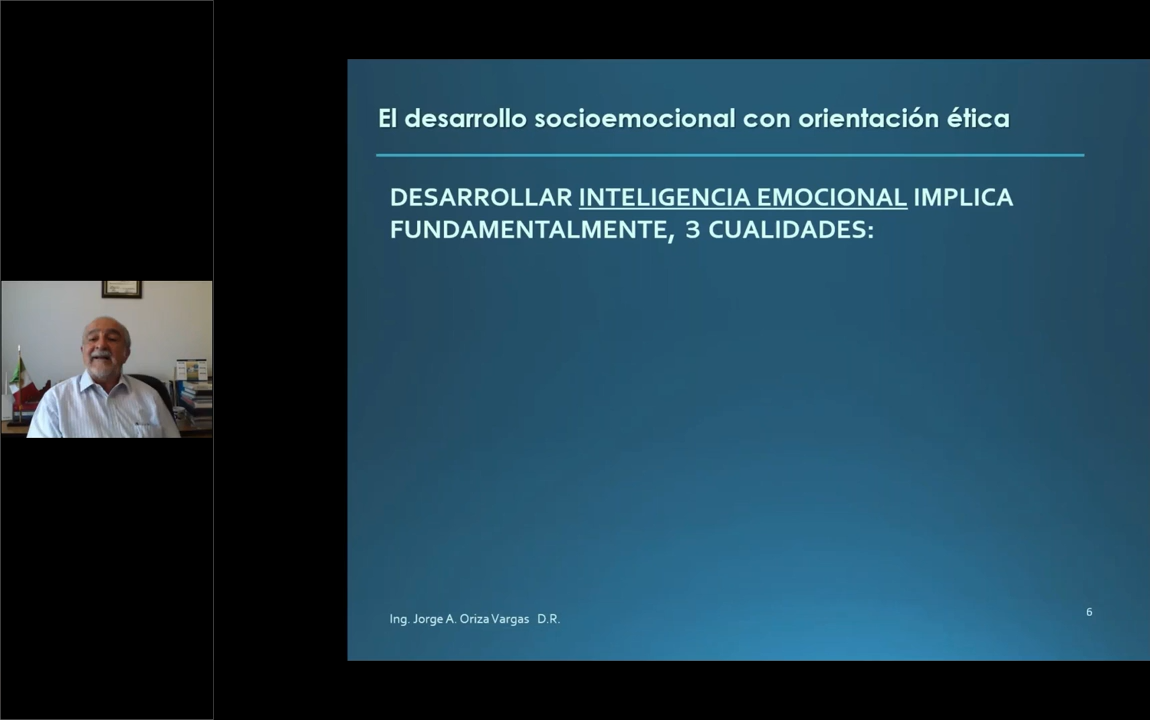 El desarrollo socioemocional con orientación ética
DESARROLLAR INTELIGENCIA EMOCIONAL IMPLICA
FUNDAMENTALMENTE, 3 CUALIDADES:
Ing. Jorge A. Oriza Vargas D.R.
6